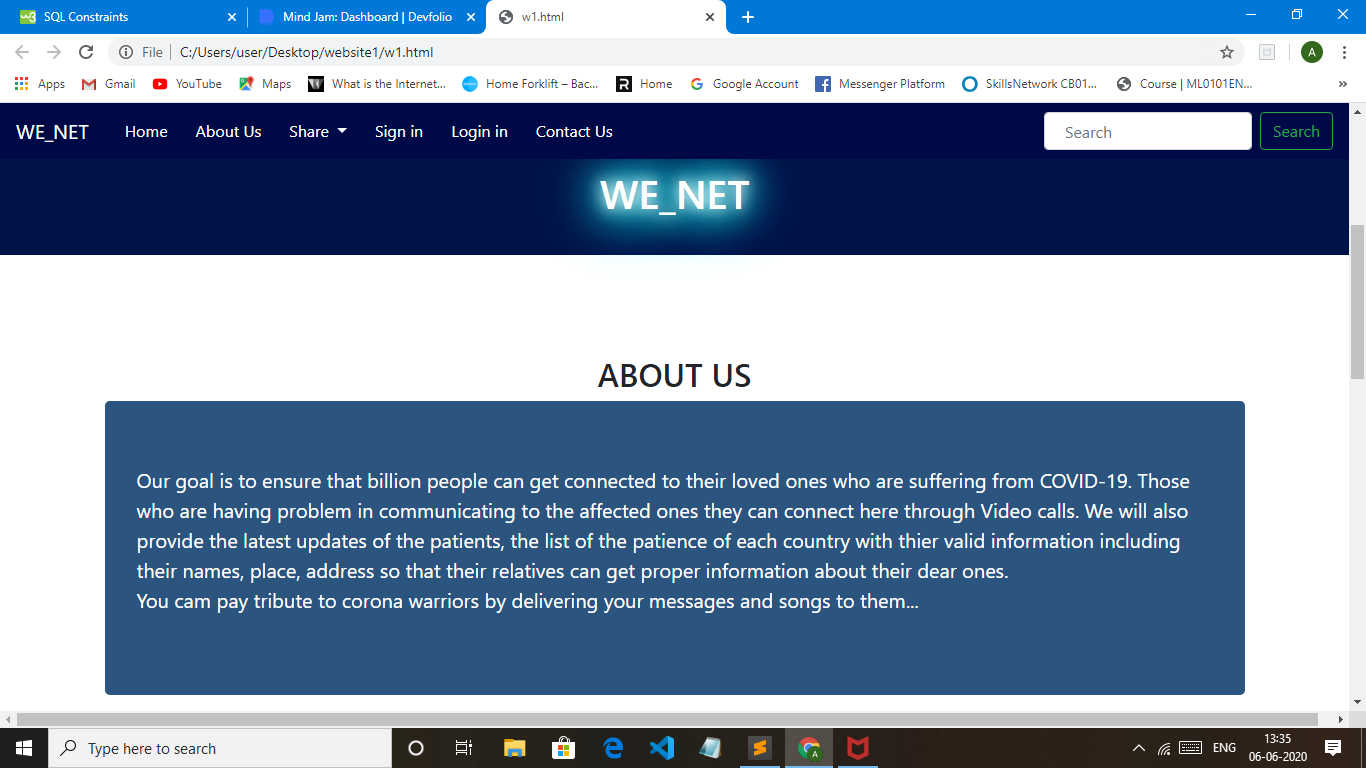 SQL Constraints
Mind Jam: Dashboard | Devfolio
w1.html
File
C:/Users/user/Desktop/website1/w1.html
A
Apps
Gmail
YouTube
Maps
What is the Internet...
Home Forklift – Bac...
Home
Google Account
Messenger Platform
SkillsNetwork CB01...
Course | ML0101EN...
»
WE_NET
Home
About Us
Share
Sign in
Login in
Contact Us
Search
Search
WE_NET
ABOUT US
Our goal is to ensure that billion people can get connected to their loved ones who are suffering from COVID-19. Those
who are having problem in communicating to the affected ones they can connect here through Video calls. We will also
provide the latest updates of the patients, the list of the patience of each country with thier valid information including
their names, place, address so that their relatives can get proper information about their dear ones.
You cam pay tribute to corona warriors by delivering your messages and songs to them...
Type here to search
ENG
13:35
06-06-2020